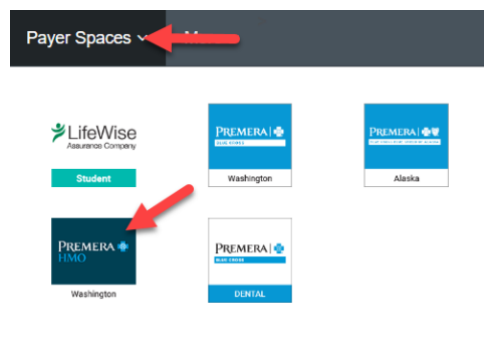 Payer Spaces
LifeWise
Assurance Company
Student
PREMERA
BLUE CROSS
Washington
PREMERA
Alaska
PREMERA
HMO
Washington
PREMERA
BLUE CROSS
DENTAL